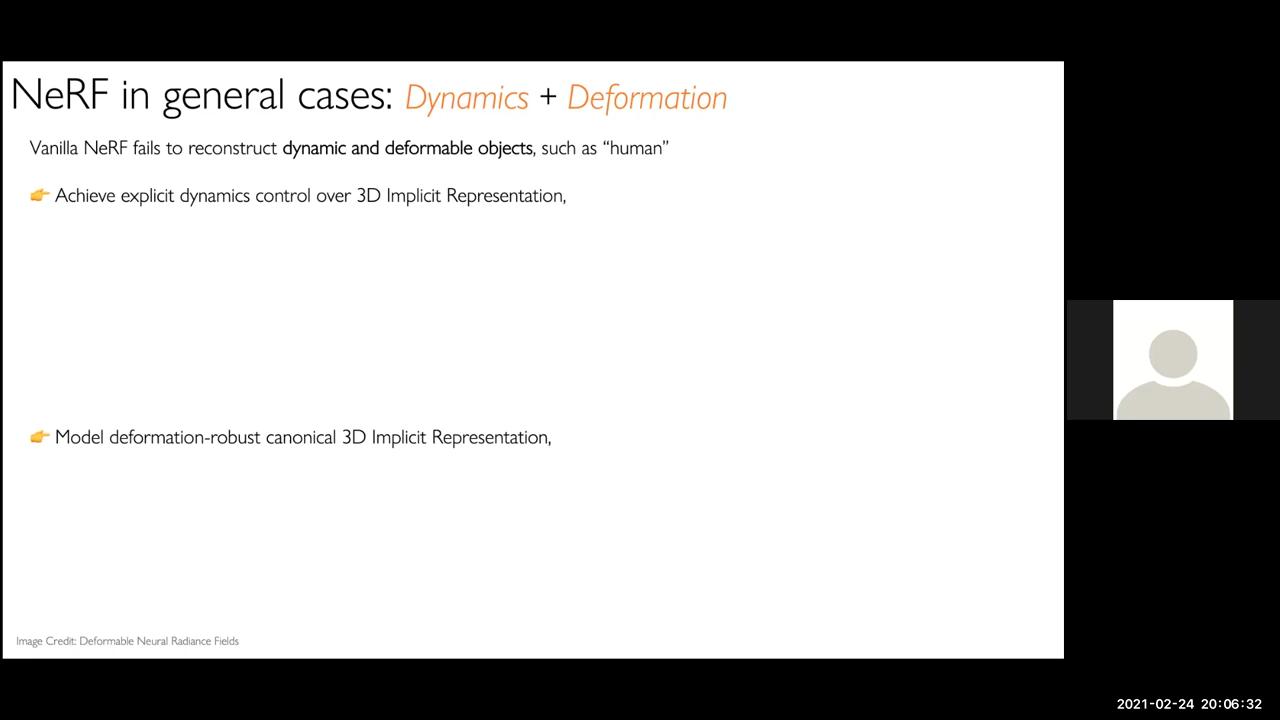 NeRF in general cases: Dynamics + Deformation
Vanilla NeRF fails to reconstruct dynamic and deformable objects, such as “human”
👉 Achieve explicit dynamics control over 3D Implicit Representation,
👉 Model deformation-robust canonical 3D Implicit Representation,
Image Credit: Deformable Neural Radiance Fields
2021-02-24 20:06:32